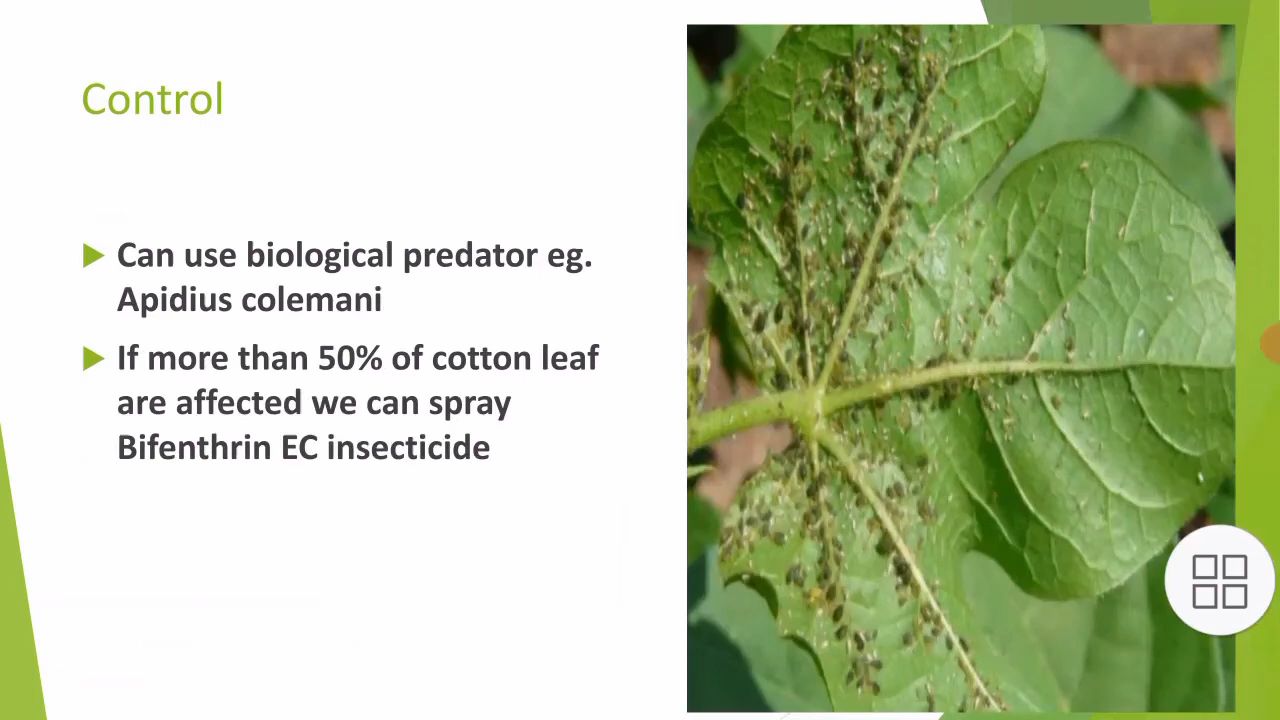 Control
Can use biological predator eg.
Apidius colemani
If more than 50% of cotton leaf
are affected we can spray
Bifenthrin EC insecticide